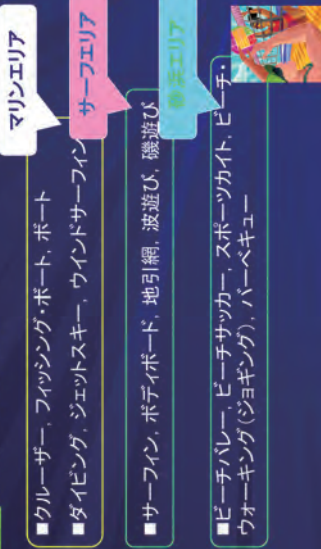 マリンエリア
■クルーザー, フィッシング・ボート, ボート
■ダイビング, ジェットスキー, ウインドサーフィン
サーフエリア
■サーフィン, ボディボード, 地引網, 波遊び, 磯遊び
エリア
■ビーチバレー, ビーチサッカー, スポーツカイト, ビーチ・
ウォーキング(ジョギング), バーベキュー